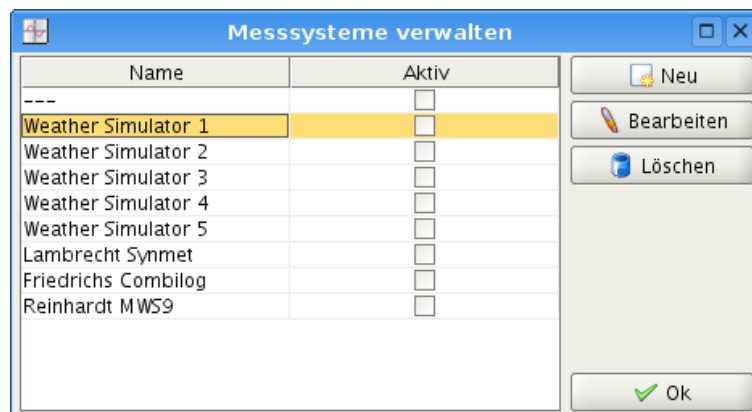 Messsysteme verwalten
Name Aktiv
---
Weather Simulator 1
Weather Simulator 2
Weather Simulator 3
Weather Simulator 4
Weather Simulator 5
Lambrecht Synmet
Friedrichs Combilog
Reinhardt MWS9
Neu
Bearbeiten
Löschen
Ok